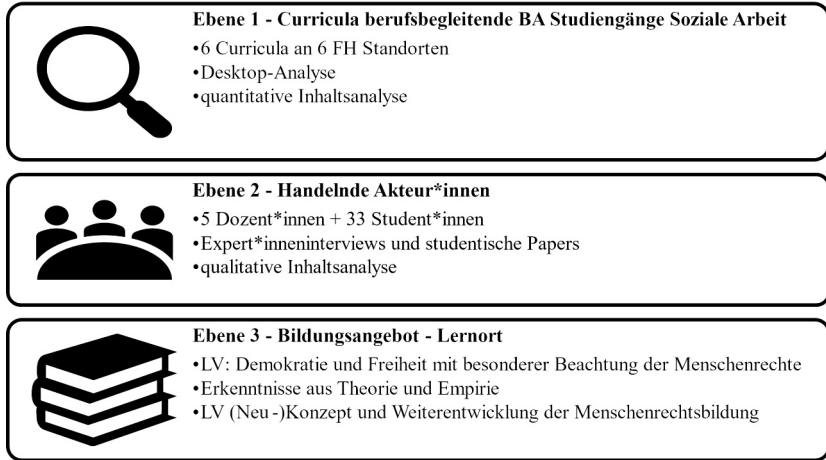 Ebene 1 - Curricula berufsbegleitende BA Studiengänge Soziale Arbeit
•6 Curricula an 6 FH Standorten
•Desktop-Analyse
•quantitative Inhaltsanalyse
Ebene 2 - Handelnde Akteur*innen
•5 Dozent*innen + 33 Student*innen
•Expert*inneninterviews und studentische Papers
•qualitative Inhaltsanalyse
Ebene 3 - Bildungsangebot - Lernort
•LV: Demokratie und Freiheit mit besonderer Beachtung der Menschenrechte
•Erkenntnisse aus Theorie und Empirie
•LV (Neu-)Konzept und Weiterentwicklung der Menschenrechtsbildung